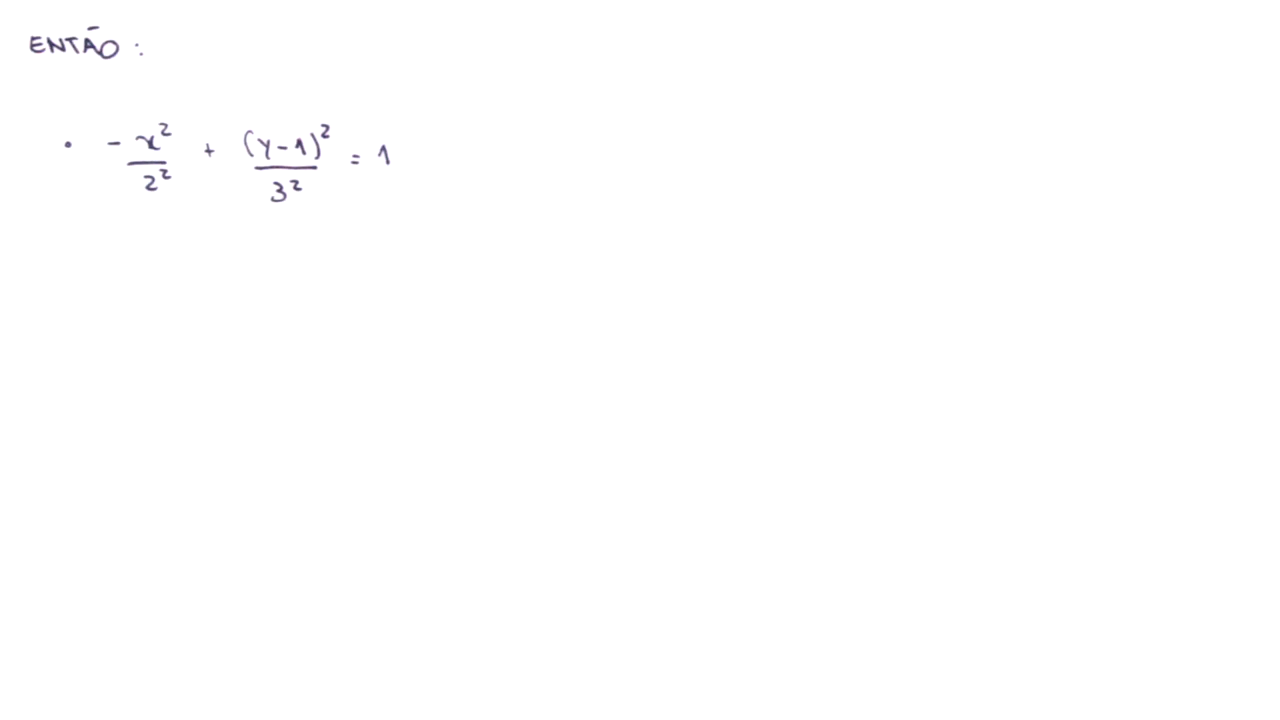 ENTÃO :
• - x²/2² + (y-1)²/3² = 1